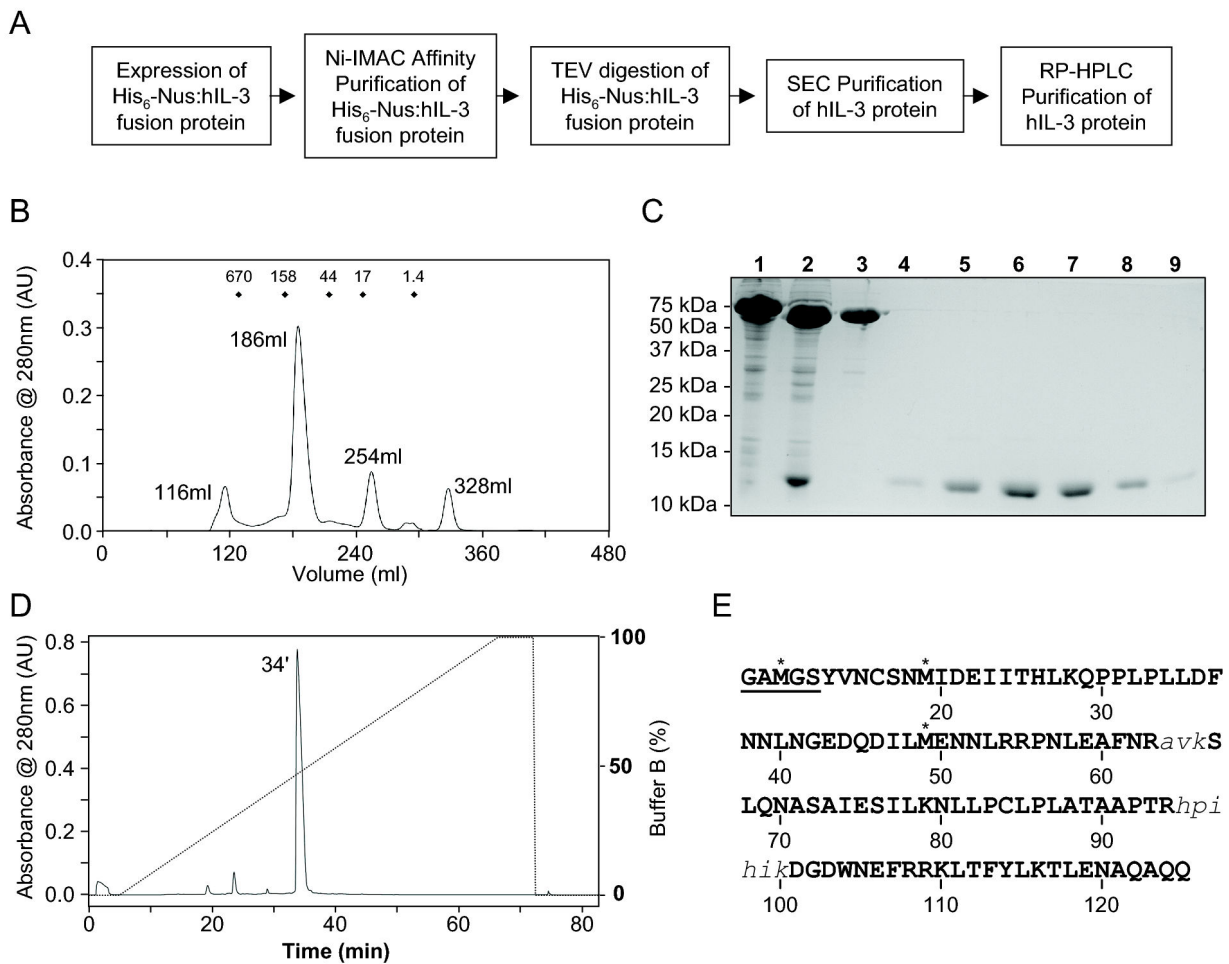 A
Expression of
His6-Nus:hIL-3
fusion protein
Ni-IMAC Affinity
Purification of
His6-Nus:hIL-3
fusion protein
TEV digestion of
His6-Nus:hIL-3
fusion protein
SEC Purification
of hIL-3 protein
RP-HPLC
Purification of
hIL-3 protein
B
Absorbance @ 280nm (AU)
0.4
0.3
0.2
0.1
0.0
670 158 44 17 1.4
186ml
116ml
254ml
328ml
0 120 240 360 480
Volume (ml)
C
1 2 3 4 5 6 7 8 9
75 kDa
50 kDa
37 kDa
25 kDa
20 kDa
15 kDa
10 kDa
D
Absorbance @ 280nm (AU)
0.8
0.6
0.4
0.2
0.0
34'
100
50
0
Buffer B (%)
0 20 40 60 80
Time (min)
E
* *
GAMGSYVNCSNMIDEIITHLKQPPLPLLDF
20 30
*
NNLNGEDQDILMENNLRRPNLEAFNRavkS
40 50 60
LQNASAIESILKNLLPCLPLATAAPTRhpi
70 80 90
hikDGDWNEFRRKLTFYLKTLENAQAQQ
100 110 120